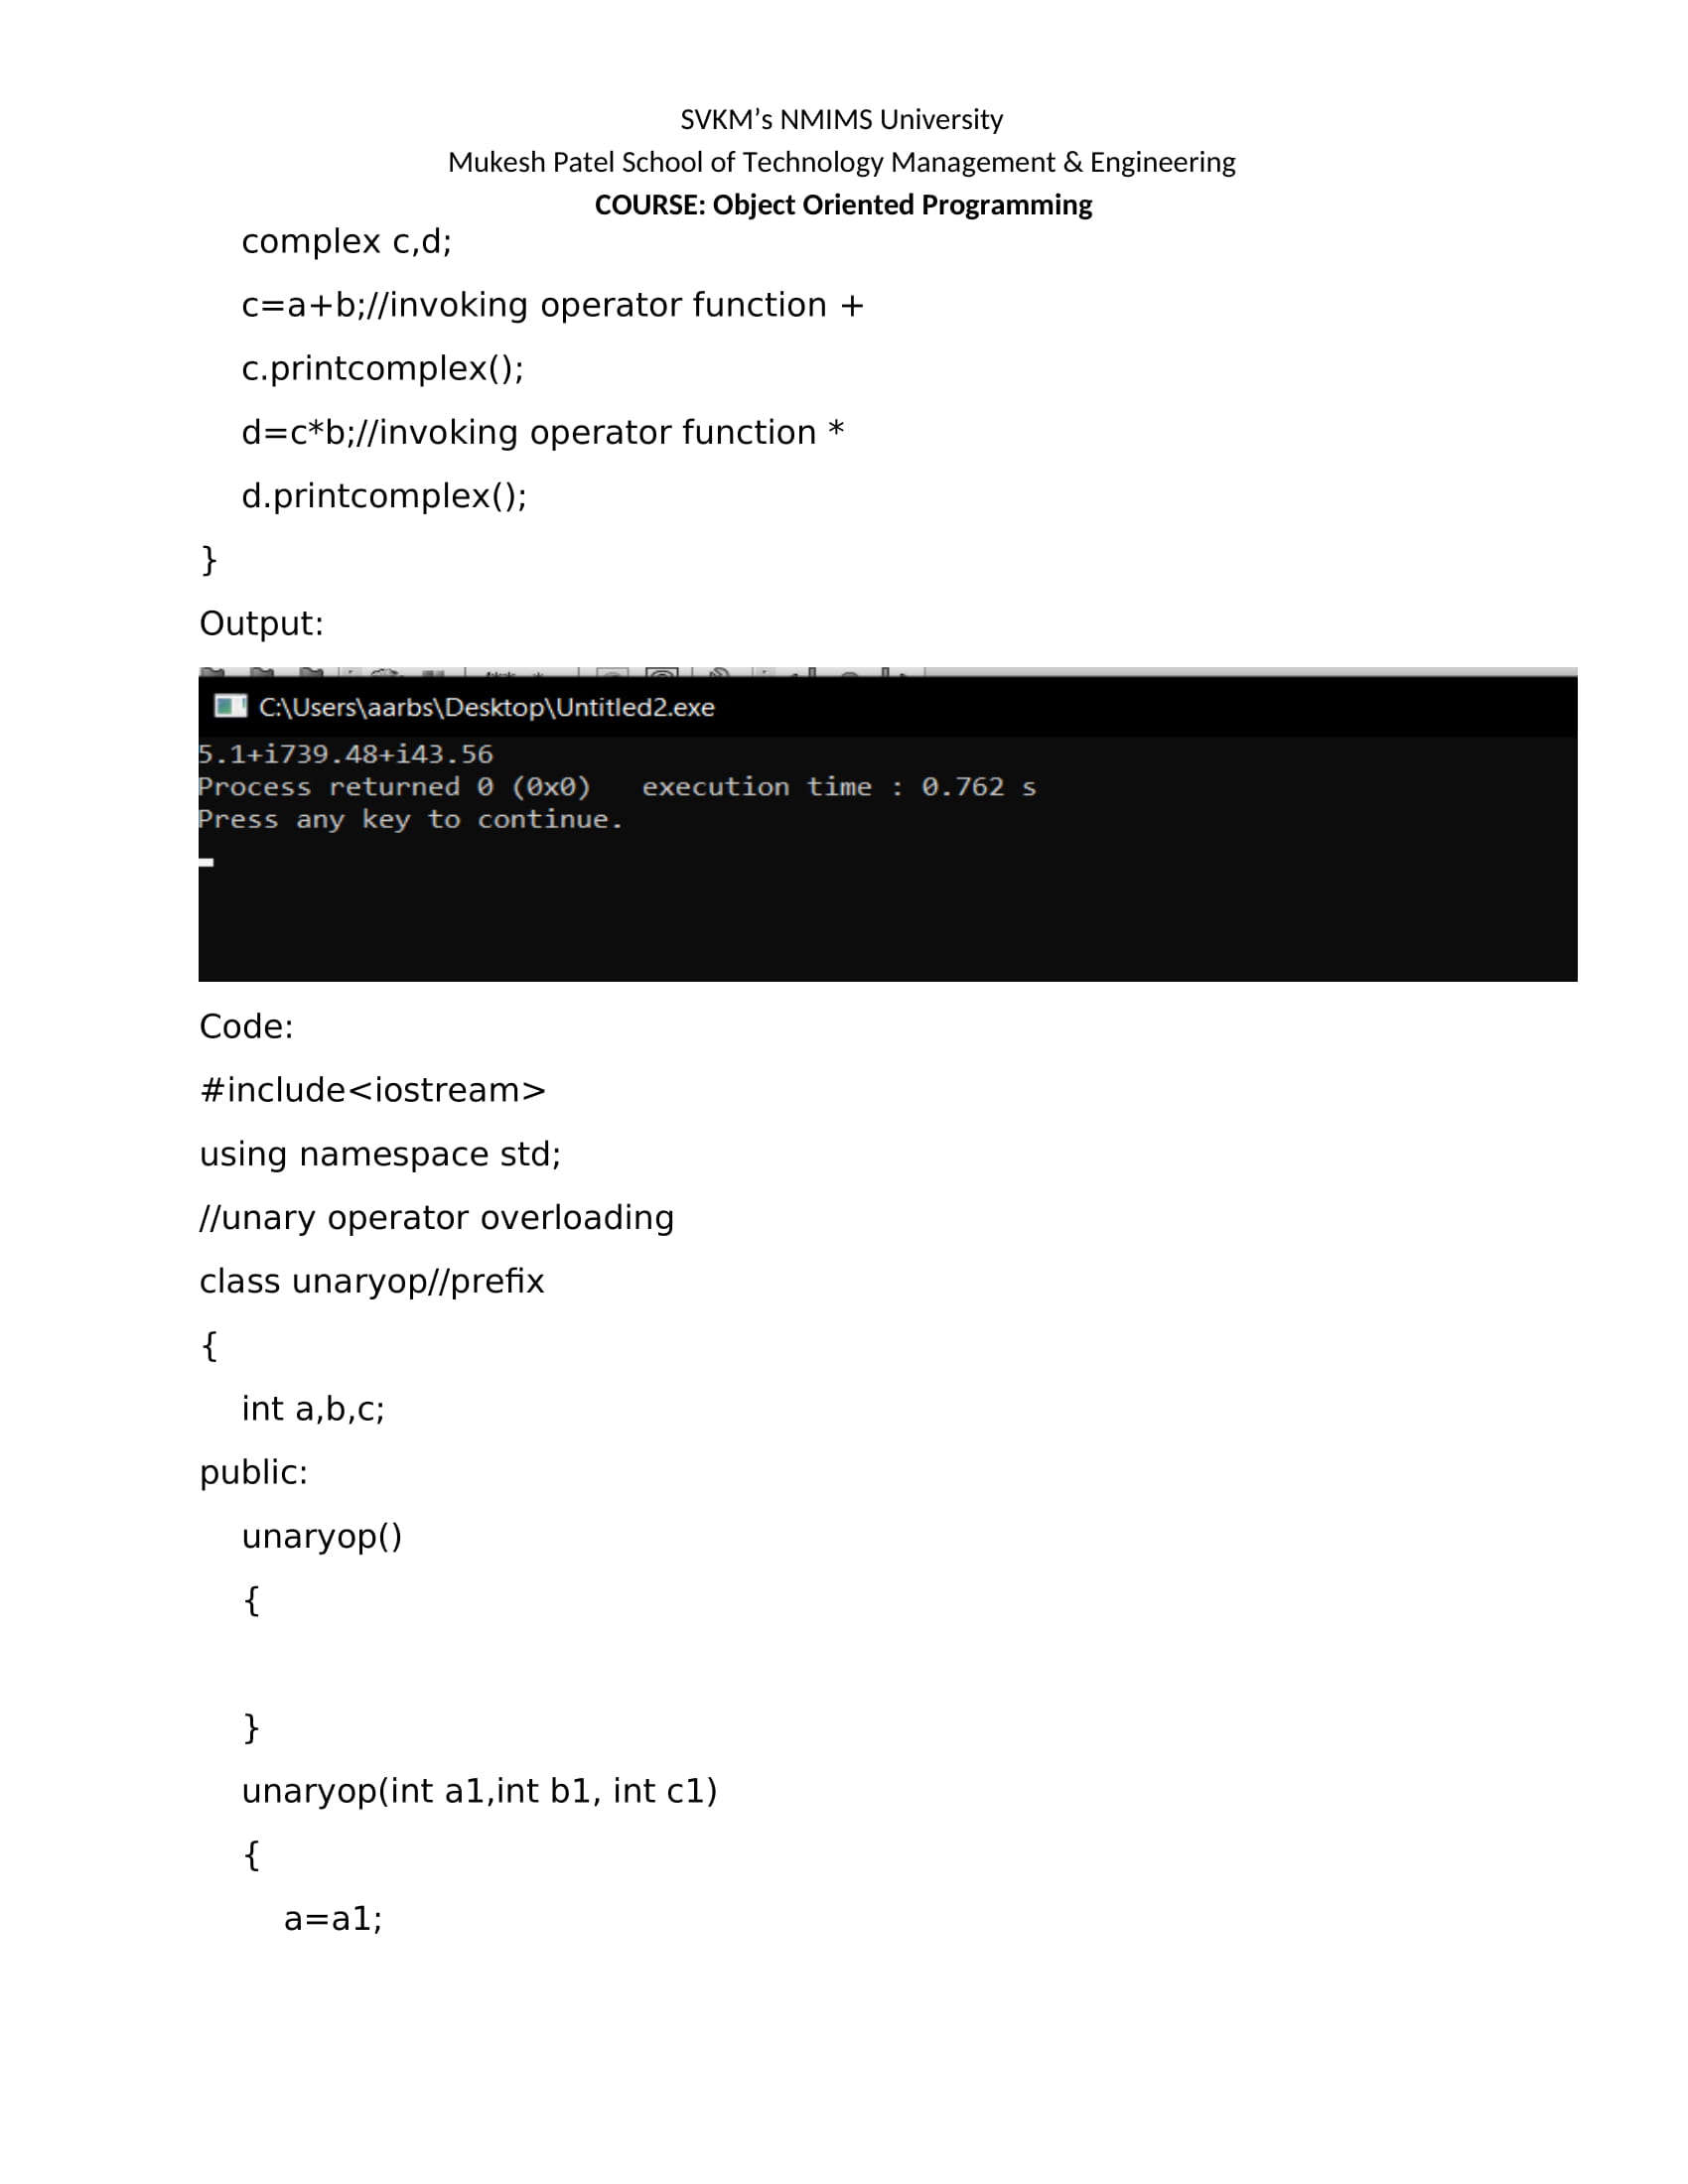 SVKM’s NMIMS University
Mukesh Patel School of Technology Management & Engineering
COURSE: Object Oriented Programming
complex c,d;
c=a+b;//invoking operator function +
c.printcomplex();
d=c*b;//invoking operator function *
d.printcomplex();
}
Output:
C:\Users\aarbs\Desktop\Untitled2.exe
5.1+i739.48+i43.56
Process returned 0 (0x0)   execution time : 0.762 s
Press any key to continue.
Code:
#include<iostream>
using namespace std;
//unary operator overloading
class unaryop//prefix
{
int a,b,c;
public:
unaryop()
{
}
unaryop(int a1,int b1, int c1)
{
a=a1;